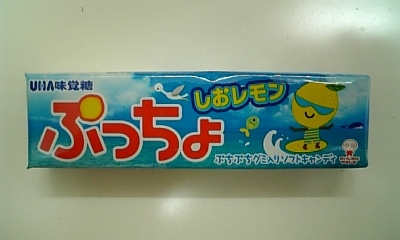 UHA味覚糖
ぷっちょ
しおレモン
ぷちぷちグミ入りソフトキャンディ